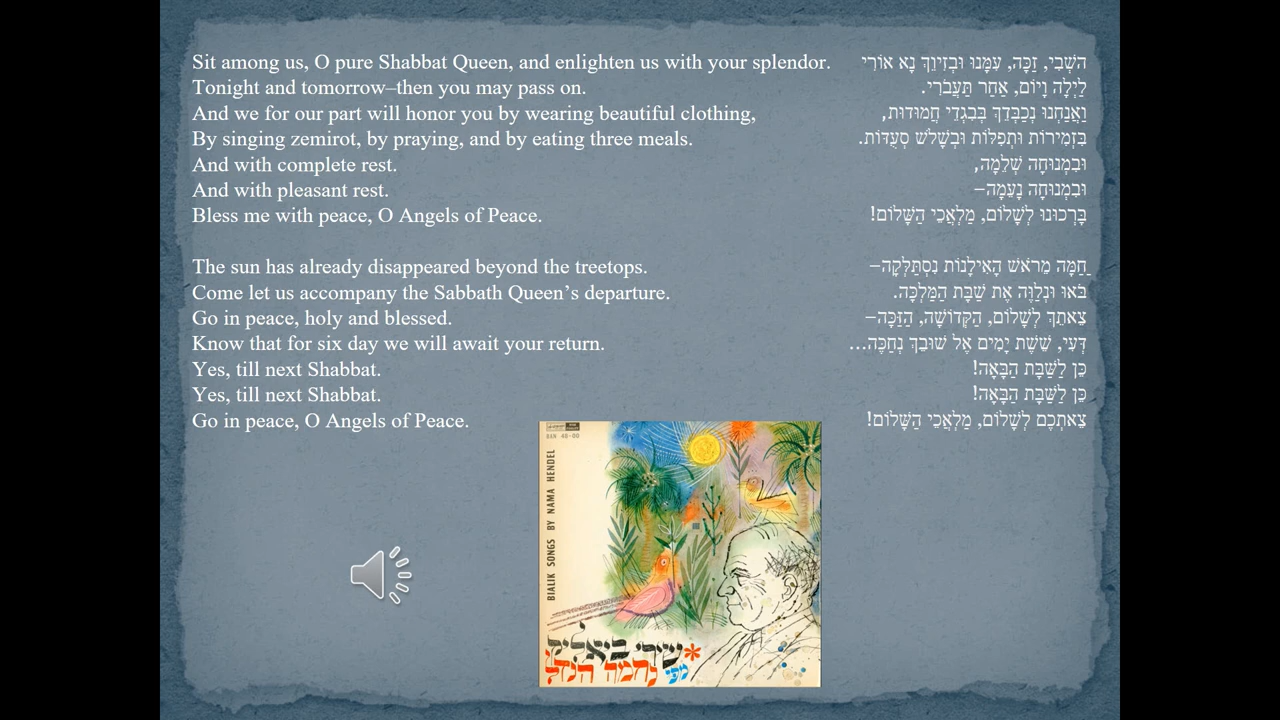 Sit among us, O pure Shabbat Queen, and enlighten us with your splendor.
Tonight and tomorrow–then you may pass on.
And we for our part will honor you by wearing beautiful clothing,
By singing zemirot, by praying, and by eating three meals.
And with complete rest.
And with pleasant rest.
Bless me with peace, O Angels of Peace.
The sun has already disappeared beyond the treetops.
Come let us accompany the Sabbath Queen’s departure.
Go in peace, holy and blessed.
Know that for six day we will await your return.
Yes, till next Shabbat.
Yes, till next Shabbat.
Go in peace, O Angels of Peace.
הִשְׁבִי, זַכָּה, עִמָּנוּ וּבְזִיוֵךְ נָא אוֹרִי
לַיְלָה וָיוֹם, אַחַר תַּעֲבֹרִי.
וַאֲנַחְנוּ נְכַבְּדֵךְ בְּבִגְדֵי חֲמוּדוֹת,
בִּזְמִירוֹת וּתְפִלּוֹת וּבְשָׁלֹשׁ סְעֻדּוֹת.
וּבִמְנוּחָה שְׁלֵמָה,
וּבִמְנוּחָה נָעֵמָה–
בָּרְכוּנוּ לְשָׁלוֹם, מַלְאֲכֵי הַשָּׁלוֹם!
חַמָּה מֵרֹאשׁ הָאִילָנוֹת נִסְתַּלְּקָה–
בֹּאוּ וּנְלַוֶּה אֶת שַׁבָּת הַמַּלְכָּה.
צֵאתֵךְ לְשָׁלוֹם, הַקְּדוֹשָׁה, הַזַּכָּה–
דְּעִי, שֵׁשֶׁת יָמִים אֶל שׁוּבֵךְ נְחַכֶּה...
כֵּן לַשַּׁבָּת הַבָּאָה!
כֵּן לַשַּׁבָּת הַבָּאָה!
צֵאתְכֶם לְשָׁלוֹם, מַלְאֲכֵי הַשָּׁלוֹם!
BIALIK SONGS BY NAMA HENDEL
שירי ביאליק
מפי נחמה הנדל